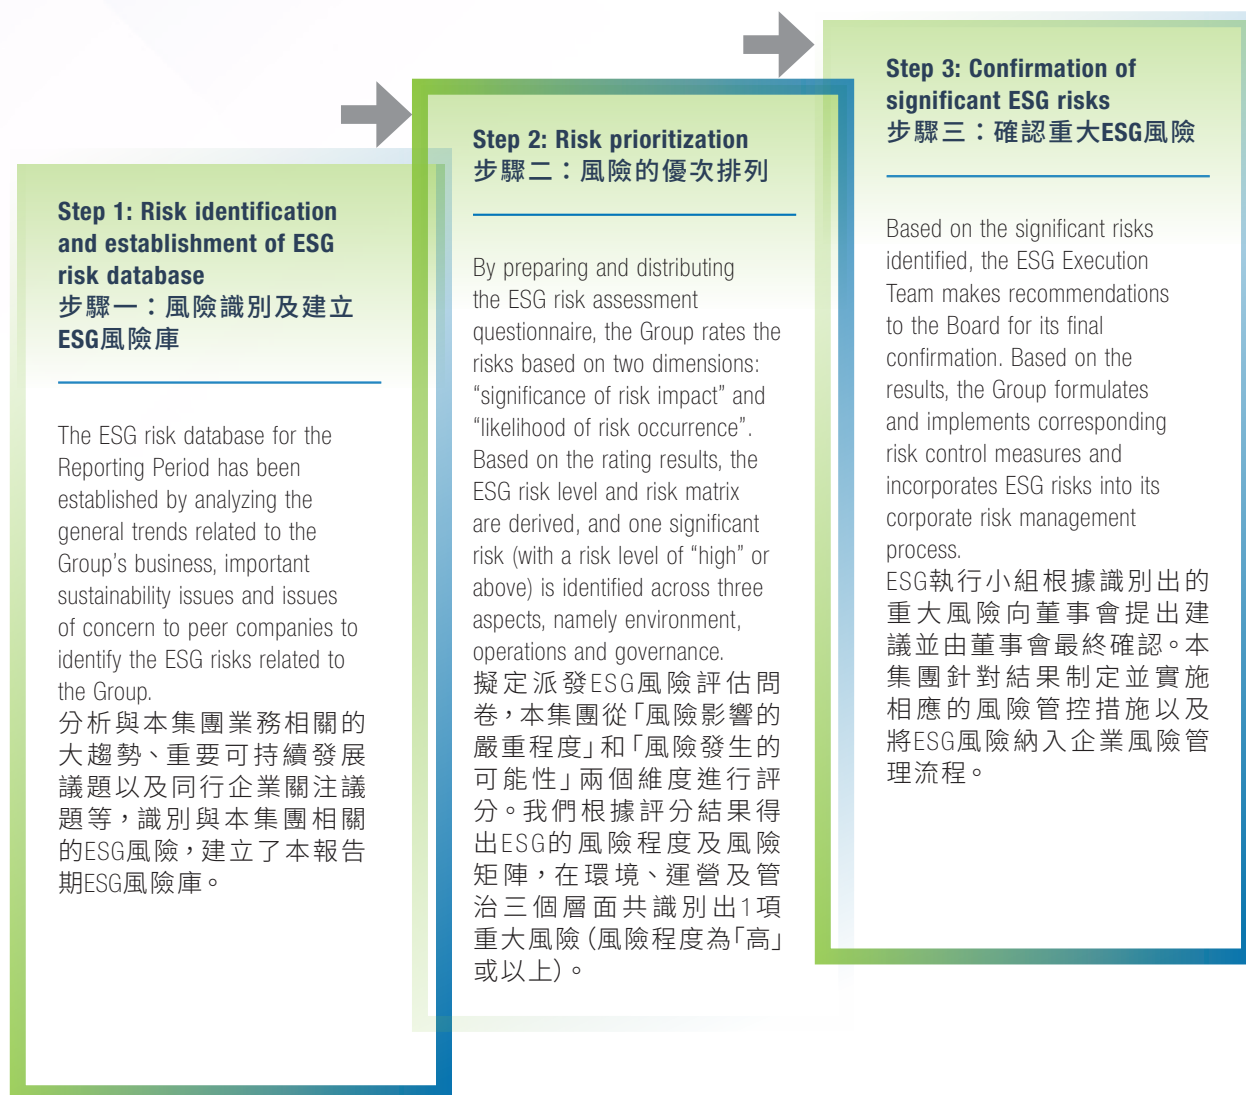 Step 1: Risk identification
and establishment of ESG
risk database
步驟一：風險識別及建立
ESG風險庫
The ESG risk database for the
Reporting Period has been
established by analyzing the
general trends related to the
Group’s business, important
sustainability issues and issues
of concern to peer companies to
identify the ESG risks related to
the Group.
分析與本集團業務相關的
大趨勢、重要可持續發展
議題以及同行企業關注議
題等，識別與本集團相關
的ESG風險，建立了本報告
期ESG風險庫。
Step 2: Risk prioritization
步驟二：風險的優次排列
By preparing and distributing
the ESG risk assessment
questionnaire, the Group rates the
risks based on two dimensions:
“significance of risk impact” and
“likelihood of risk occurrence”.
Based on the rating results, the
ESG risk level and risk matrix
are derived, and one significant
risk (with a risk level of “high” or
above) is identified across three
aspects, namely environment,
operations and governance.
擬定派發ESG風險評估問
卷，本集團從「風險影響的
嚴重程度」和「風險發生的
可能性」兩個維度進行評
分。我們根據評分結果得
出ESG的風險程度及風險
矩陣，在環境、運營及管
治三個層面共識別出1項
重大風險（風險程度為「高」
或以上）。
Step 3: Confirmation of
significant ESG risks
步驟三：確認重大ESG風險
Based on the significant risks
identified, the ESG Execution
Team makes recommendations
to the Board for its final
confirmation. Based on the
results, the Group formulates
and implements corresponding
risk control measures and
incorporates ESG risks into its
corporate risk management
process.
ESG執行小組根據識別出的
重大風險向董事會提出建
議並由董事會最終確認。本
集團針對結果制定並實施
相應的風險管控措施以及
將ESG風險納入企業風險管
理流程。